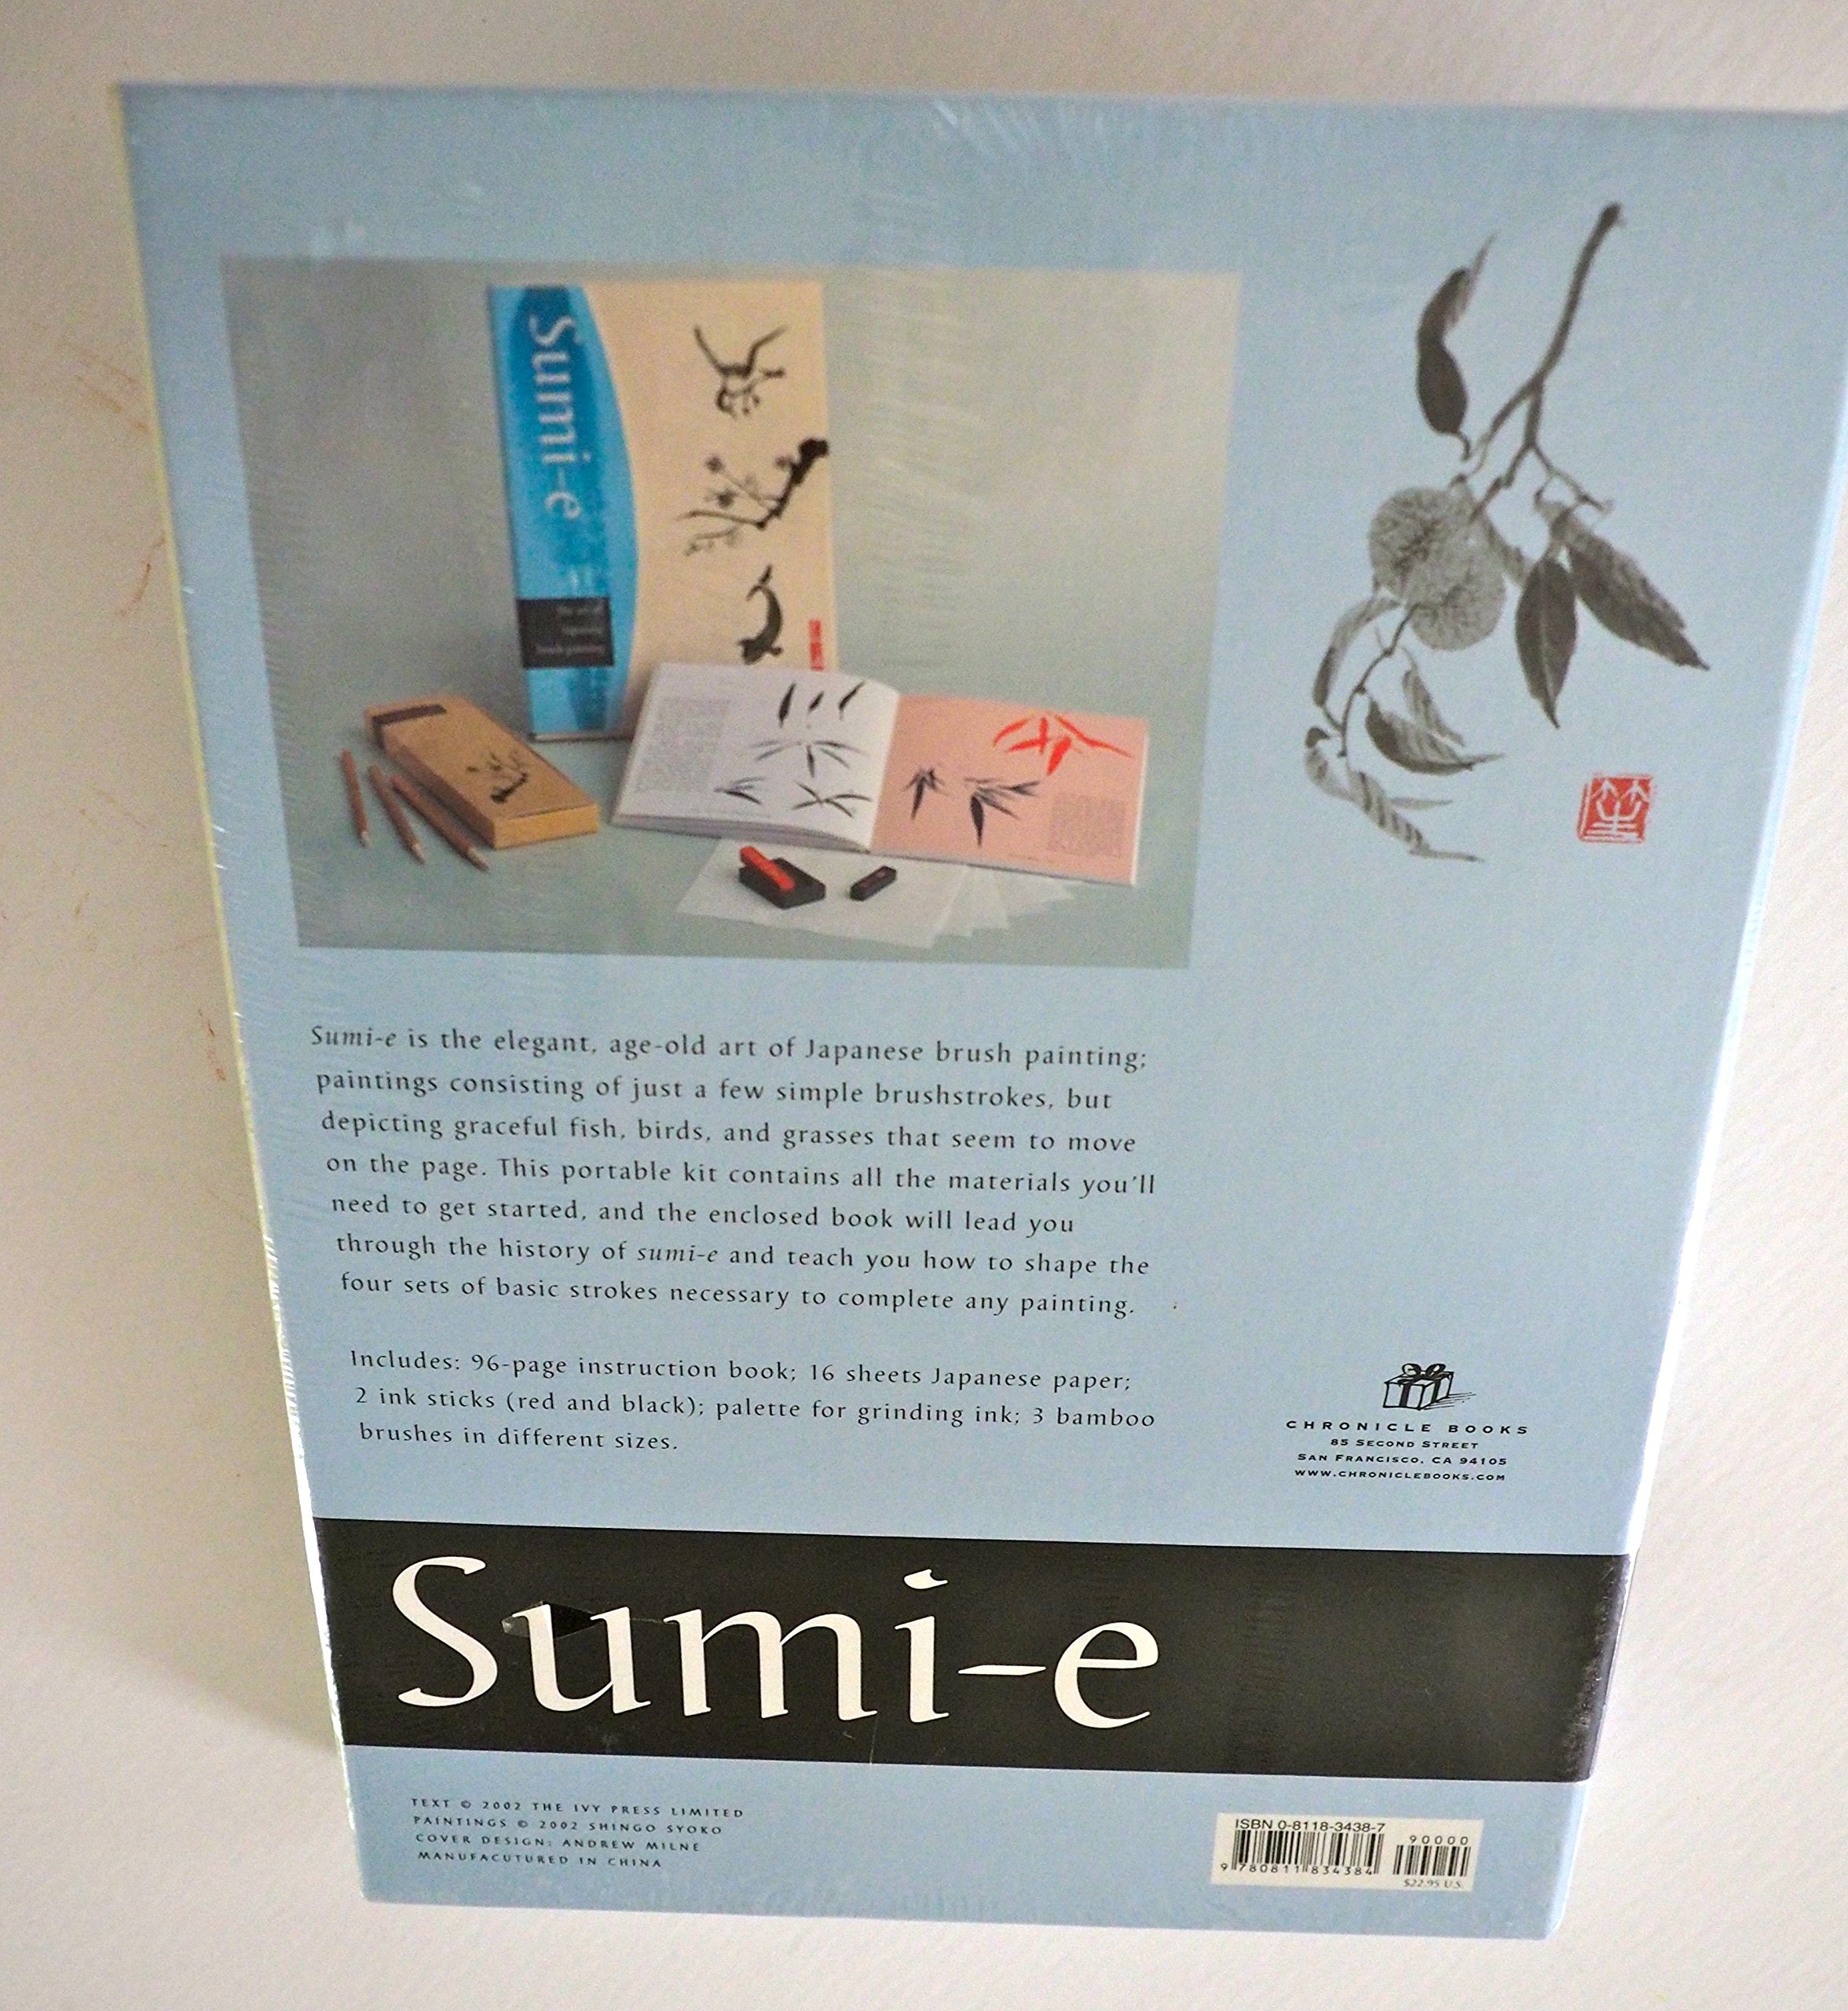 Sumi-e
Sumi-e is the elegant, age-old art of Japanese brush painting;
paintings consisting of just a few simple brushstrokes, but
depicting graceful fish, birds, and grasses that seem to move
on the page. This portable kit contains all the materials you'll
need to get started, and the enclosed book will lead you
through the history of sumi-e and teach you how to shape the
four sets of basic strokes necessary to complete any painting.
Includes: 96-page instruction book; 16 sheets Japanese paper;
2 ink sticks (red and black); palette for grinding ink; 3 bamboo
brushes in different sizes.
CHRONICLE BOOKS
85 SECOND STREET
SAN FRANCISCO, CA 94105
WWW.CHRONICLEBOOKS.COM
Sumi-e
TEXT © 2002 THE IVY PRESS LIMITED
PAINTINGS © 2002 SHINGO SYOKO
COVER DESIGN: ANDREW MILNE
MANUFACUTURED IN CHINA
ISBN 0-8118-3438-7
90000
9 780811 834384
$22.95 U.S.